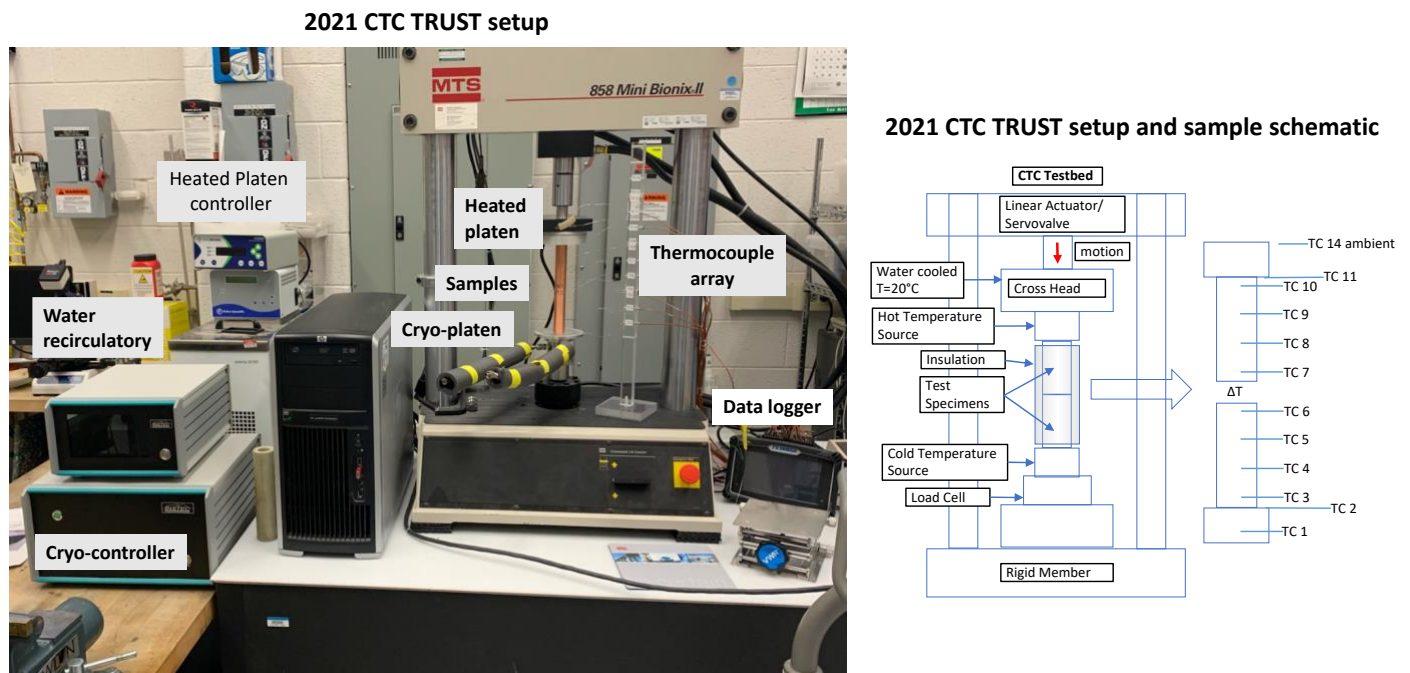 2021 CTC TRUST setup
MTS
858 Mini Bionix II
Heated Platen
controller
Heated
platen
Thermocouple
array
Samples
Cryo-platen
Water
recirculatory
Data logger
Cryo-controller
2021 CTC TRUST setup and sample schematic
CTC Testbed
Linear Actuator/
Servovalve
motion
Water cooled
T=20°C
Cross Head
Hot Temperature
Source
Insulation
Test
Specimens
Cold Temperature
Source
Load Cell
Rigid Member
TC 14 ambient
TC 11
TC 10
TC 9
TC 8
TC 7
ΔT
TC 6
TC 5
TC 4
TC 3
TC 2
TC 1